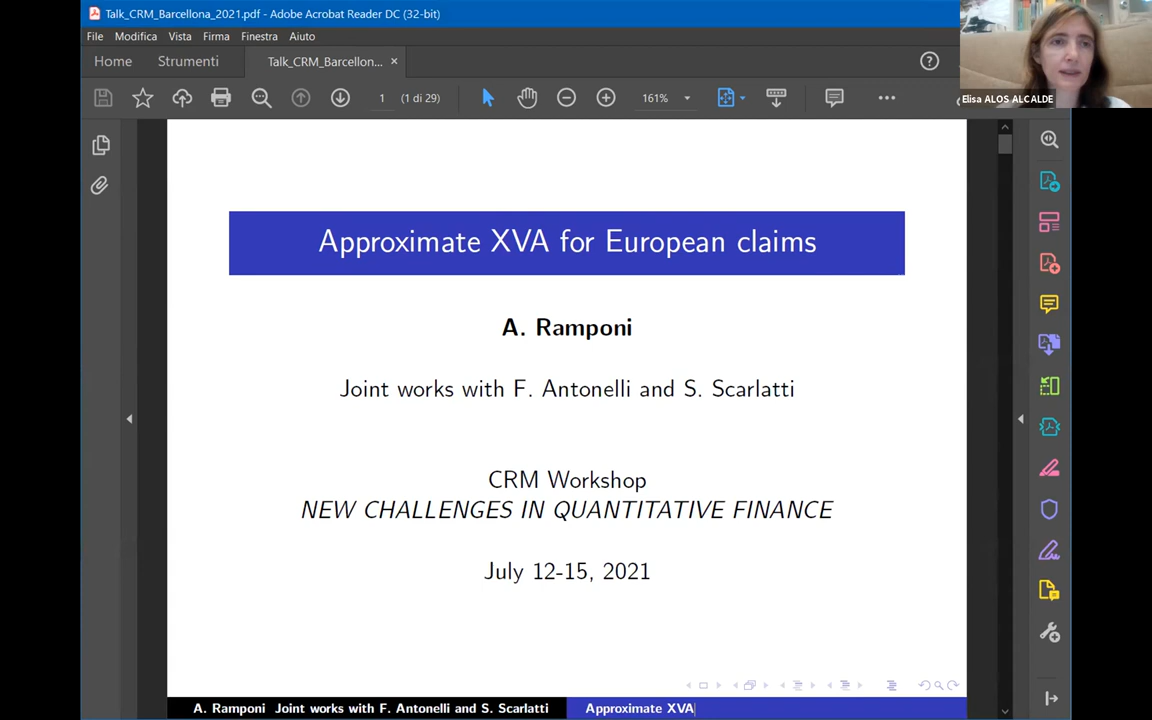 Talk_CRM_Barcellona_2021.pdf - Adobe Acrobat Reader DC (32-bit)
File Modifica Vista Firma Finestra Aiuto
Home Strumenti Talk_CRM_Barcellon... ×
1 (1 di 29) 161%
Elisa ALOS ALCALDE
Approximate XVA for European claims
A. Ramponi
Joint works with F. Antonelli and S. Scarlatti
CRM Workshop
NEW CHALLENGES IN QUANTITATIVE FINANCE
July 12-15, 2021
A. Ramponi Joint works with F. Antonelli and S. Scarlatti Approximate XVA